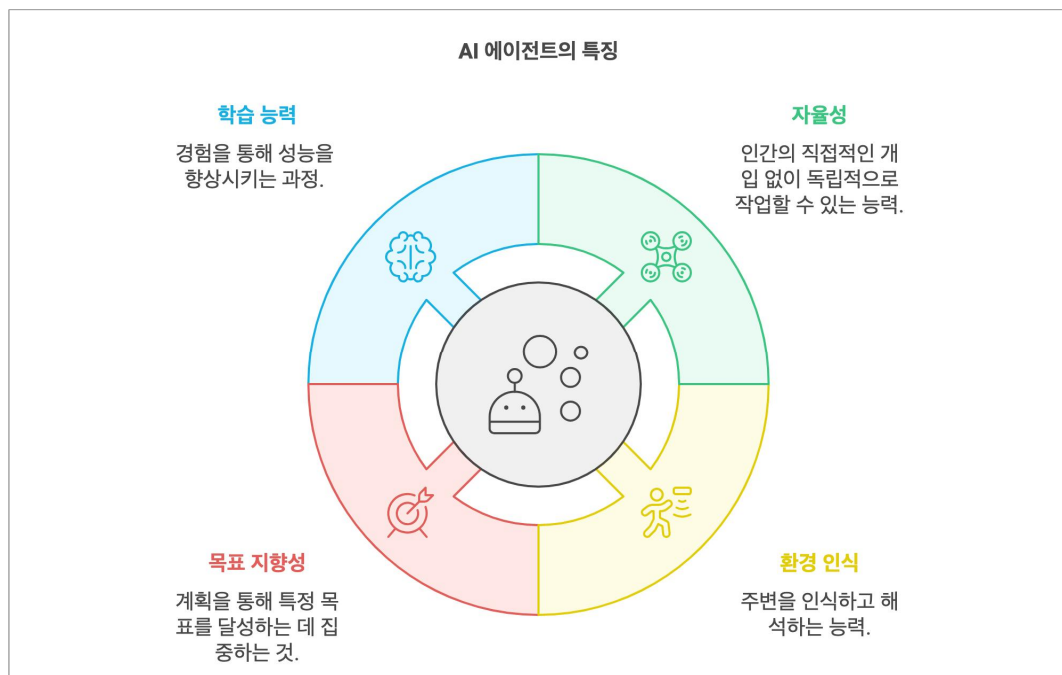 AI 에이전트의 특징
학습 능력
경험을 통해 성능을
향상시키는 과정.
자율성
인간의 직접적인 개
입 없이 독립적으로
작업할 수 있는 능력.
목표 지향성
계획을 통해 특정 목
표를 달성하는 데 집
중하는 것.
환경 인식
주변을 인식하고 해
석하는 능력.